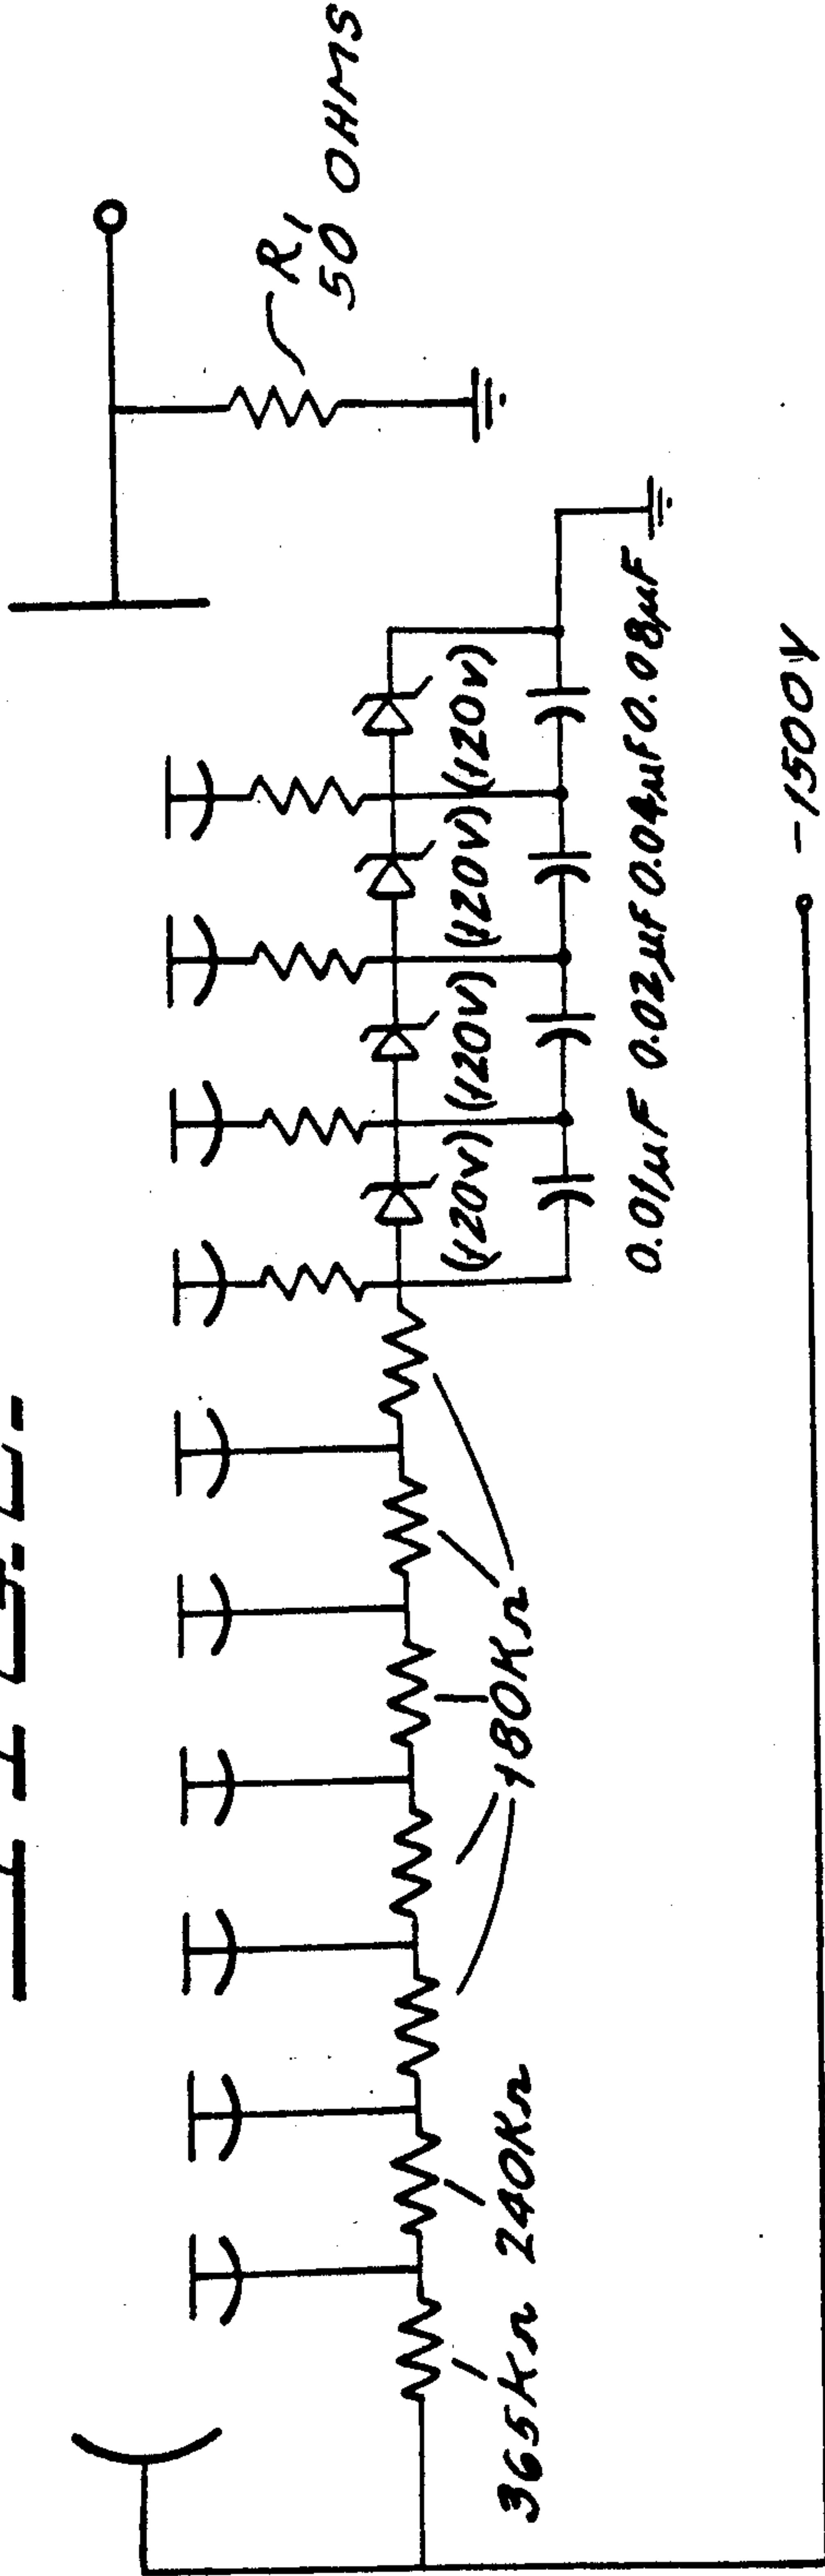 R1
50 OHMS
(120V) (120V) (120V) (120V)
0.01µF 0.02µF 0.04µF 0.08µF
180KΩ
365KΩ 240KΩ
-1500V